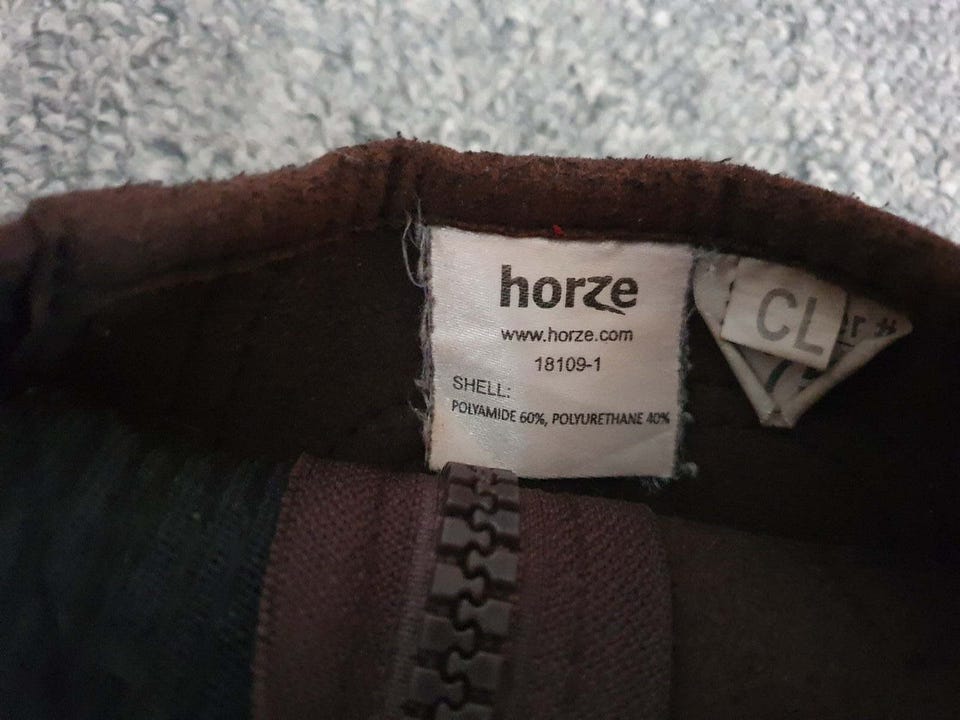 horze
www.horze.com
18109-1
SHELL:
POLYAMIDE 60%, POLYURETHANE 40%
CL
r #